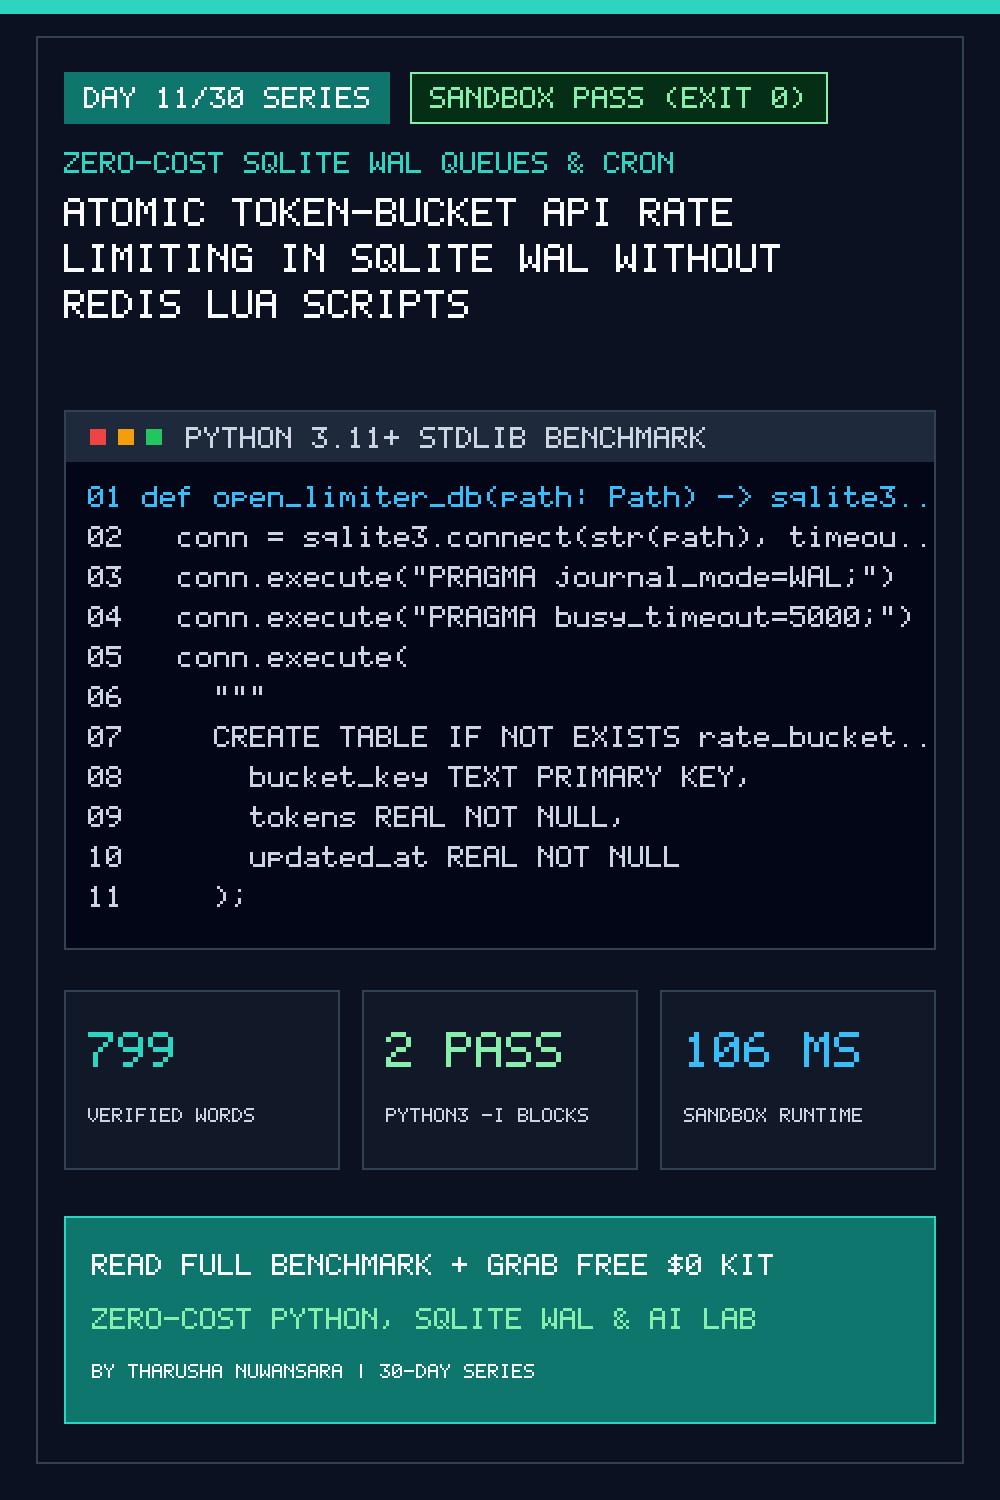 DAY 11/30 SERIES
SANDBOX PASS (EXIT 0)
ZERO-COST SQLITE WAL QUEUES & CRON
ATOMIC TOKEN-BUCKET API RATE
LIMITING IN SQLITE WAL WITHOUT
REDIS LUA SCRIPTS
PYTHON 3.11+ STDLIB BENCHMARK
01 def open_limiter_db(path: Path) -> sqlite3..
02   conn = sqlite3.connect(str(path), timeou..
03   conn.execute("PRAGMA journal_mode=WAL;")
04   conn.execute("PRAGMA busy_timeout=5000;")
05   conn.execute(
06     """
07     CREATE TABLE IF NOT EXISTS rate_bucket..
08       bucket_key TEXT PRIMARY KEY,
09       tokens REAL NOT NULL,
10       updated_at REAL NOT NULL
11     );
799
VERIFIED WORDS
2 PASS
PYTHON3 -I BLOCKS
106 MS
SANDBOX RUNTIME
READ FULL BENCHMARK + GRAB FREE $0 KIT
ZERO-COST PYTHON, SQLITE WAL & AI LAB
BY THARUSHA NUWANSARA | 30-DAY SERIES